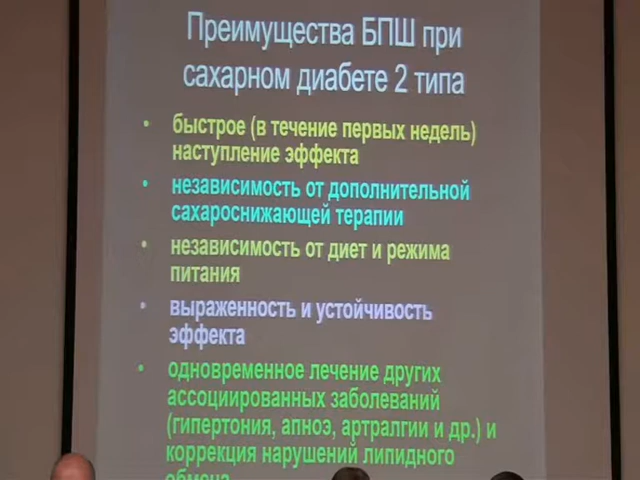 Преимущества БПШ при
сахарном диабете 2 типа
• быстрое (в течение первых недель)
наступление эффекта
• независимость от дополнительной
сахароснижающей терапии
• независимость от диет и режима
питания
• выраженность и устойчивость
эффекта
• одновременное лечение других
ассоциированных заболеваний
(гипертония, апноэ, артралгии и др.) и
коррекция нарушений липидного
обмена